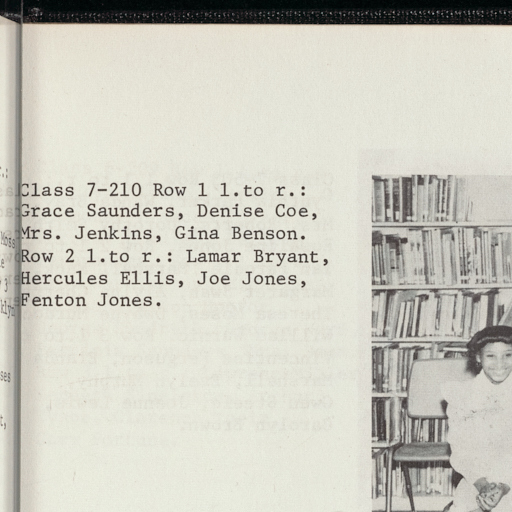 Class 7-210 Row 1 l.to r.:
Grace Saunders, Denise Coe,
Mrs. Jenkins, Gina Benson.
Row 2 l.to r.: Lamar Bryant,
Hercules Ellis, Joe Jones,
Fenton Jones.